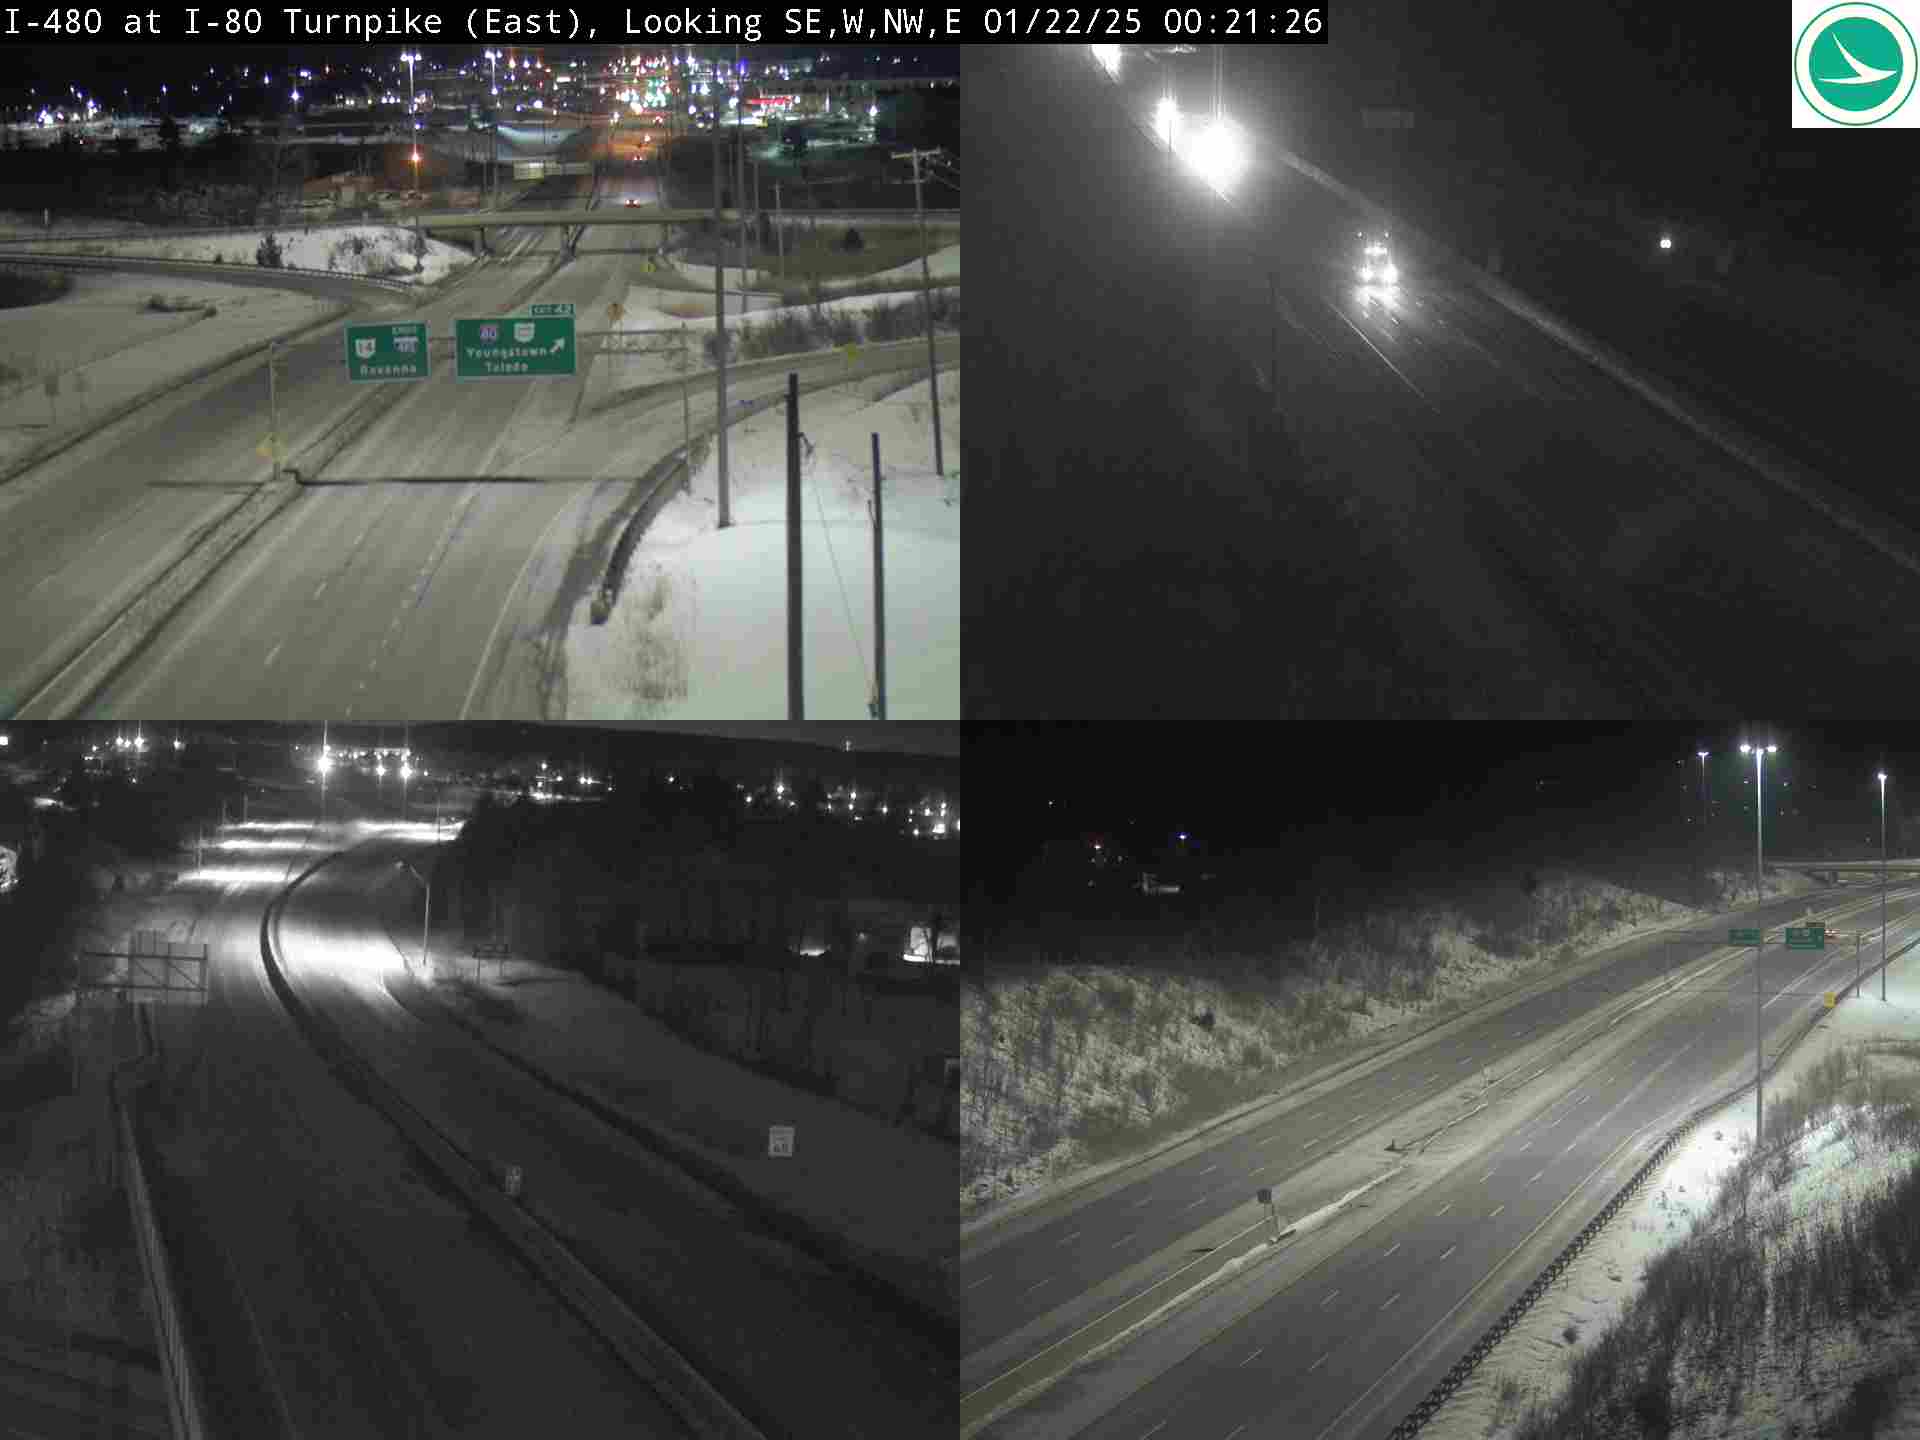 I-480 at I-80 Turnpike (East), Looking SE,W,NW,E 01/22/25 00:21:26
EXIT 42
14
480
Ravenna
80
Youngstown
Toledo